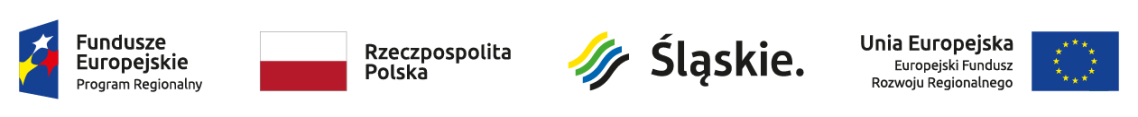 Fundusze
Europejskie
Program Regionalny
Rzeczpospolita
Polska
Śląskie.
Unia Europejska
Europejski Fundusz
Rozwoju Regionalnego